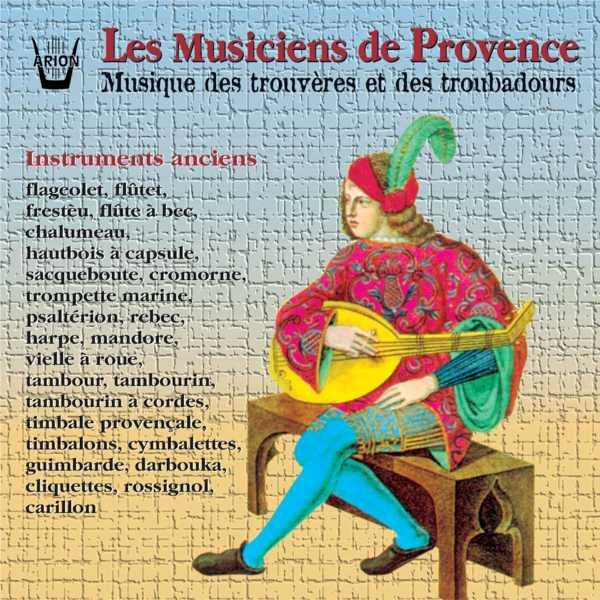 ARION
Les Musiciens de Provence
Musique des trouvères et des troubadours
Instruments anciens
flageolet, flûtet,
frestèu, flûte à bec,
chalumeau,
hautbois à capsule,
sacqueboute, cromorne,
trompette marine,
psaltérion, rebec,
harpe, mandore,
vielle à roue,
tambour, tambourin,
tambourin à cordes,
timbale provençale,
timbalons, cymbalettes,
guimbarde, darbouka,
cliquettes, rossignol,
carillon